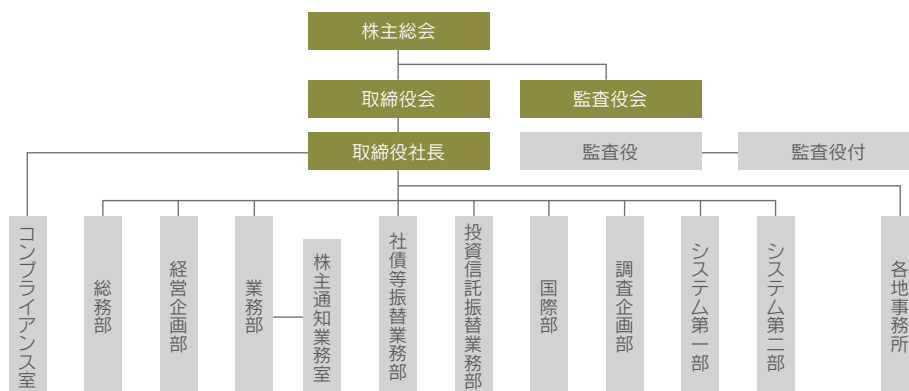 株主総会
取締役会
監査役会
取締役社長
監査役
監査役付
コンプライアンス室
総務部
経営企画部
業務部
株主通知業務室
社債等振替業務部
投資信託振替業務部
国際部
調査企画部
システム第一部
システム第二部
各地事務所